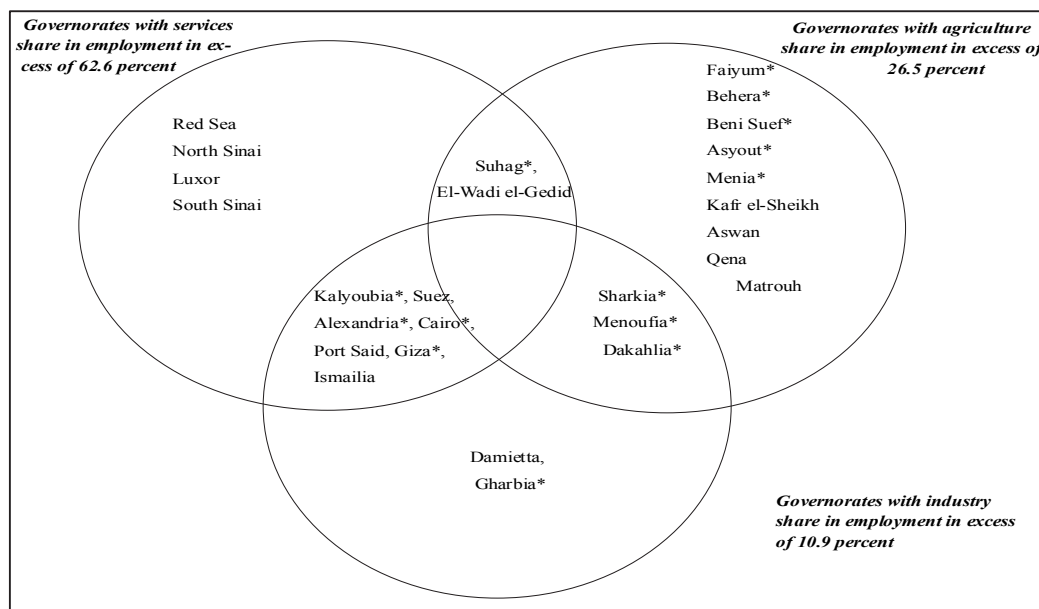 Governorates with services
share in employment in ex-
cess of 62.6 percent
Governorates with agriculture
share in employment in excess of
26.5 percent
Red Sea
North Sinai
Luxor
South Sinai
Suhag*,
El-Wadi el-Gedid
Faiyum*
Behera*
Beni Suef*
Asyout*
Menia*
Kafr el-Sheikh
Aswan
Qena
Matrouh
Kalyoubia*, Suez,
Alexandria*, Cairo*,
Port Said, Giza*,
Ismailia
Sharkia*
Menoufia*
Dakahlia*
Damietta,
Gharbia*
Governorates with industry
share in employment in excess
of 10.9 percent